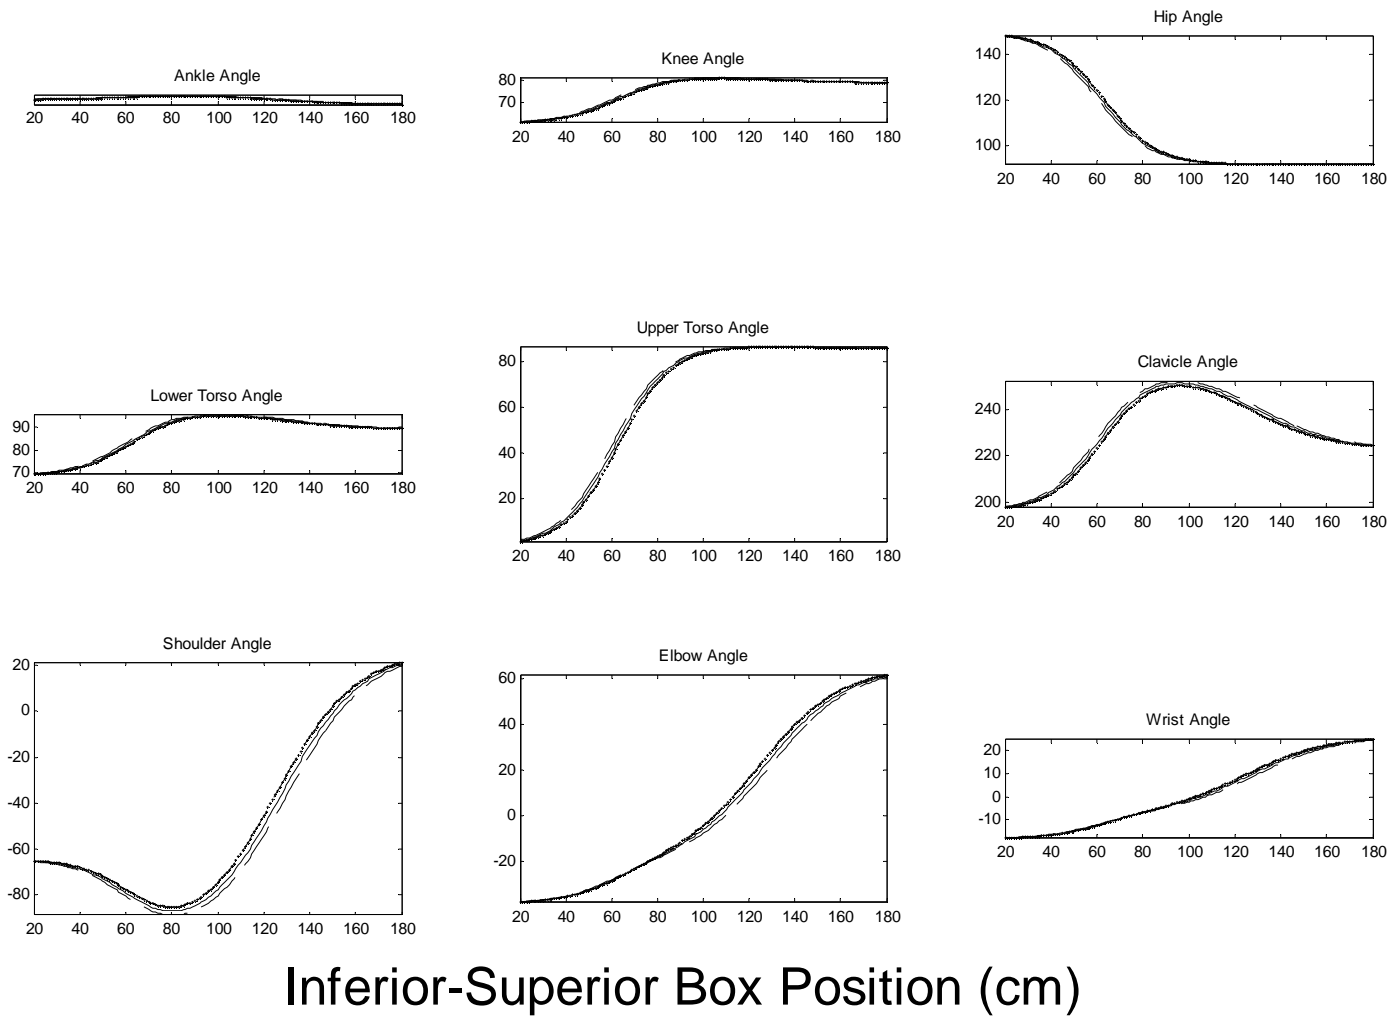 Ankle Angle
20 40 60 80 100 120 140 160 180
Knee Angle
80
70
20 40 60 80 100 120 140 160 180
Hip Angle
140
120
100
20 40 60 80 100 120 140 160 180
Lower Torso Angle
90
80
70
20 40 60 80 100 120 140 160 180
Upper Torso Angle
80
60
40
20
20 40 60 80 100 120 140 160 180
Clavicle Angle
240
220
200
20 40 60 80 100 120 140 160 180
Shoulder Angle
20
0
-20
-40
-60
-80
20 40 60 80 100 120 140 160 180
Elbow Angle
60
40
20
0
-20
20 40 60 80 100 120 140 160 180
Wrist Angle
20
10
0
-10
20 40 60 80 100 120 140 160 180
Inferior-Superior Box Position (cm)